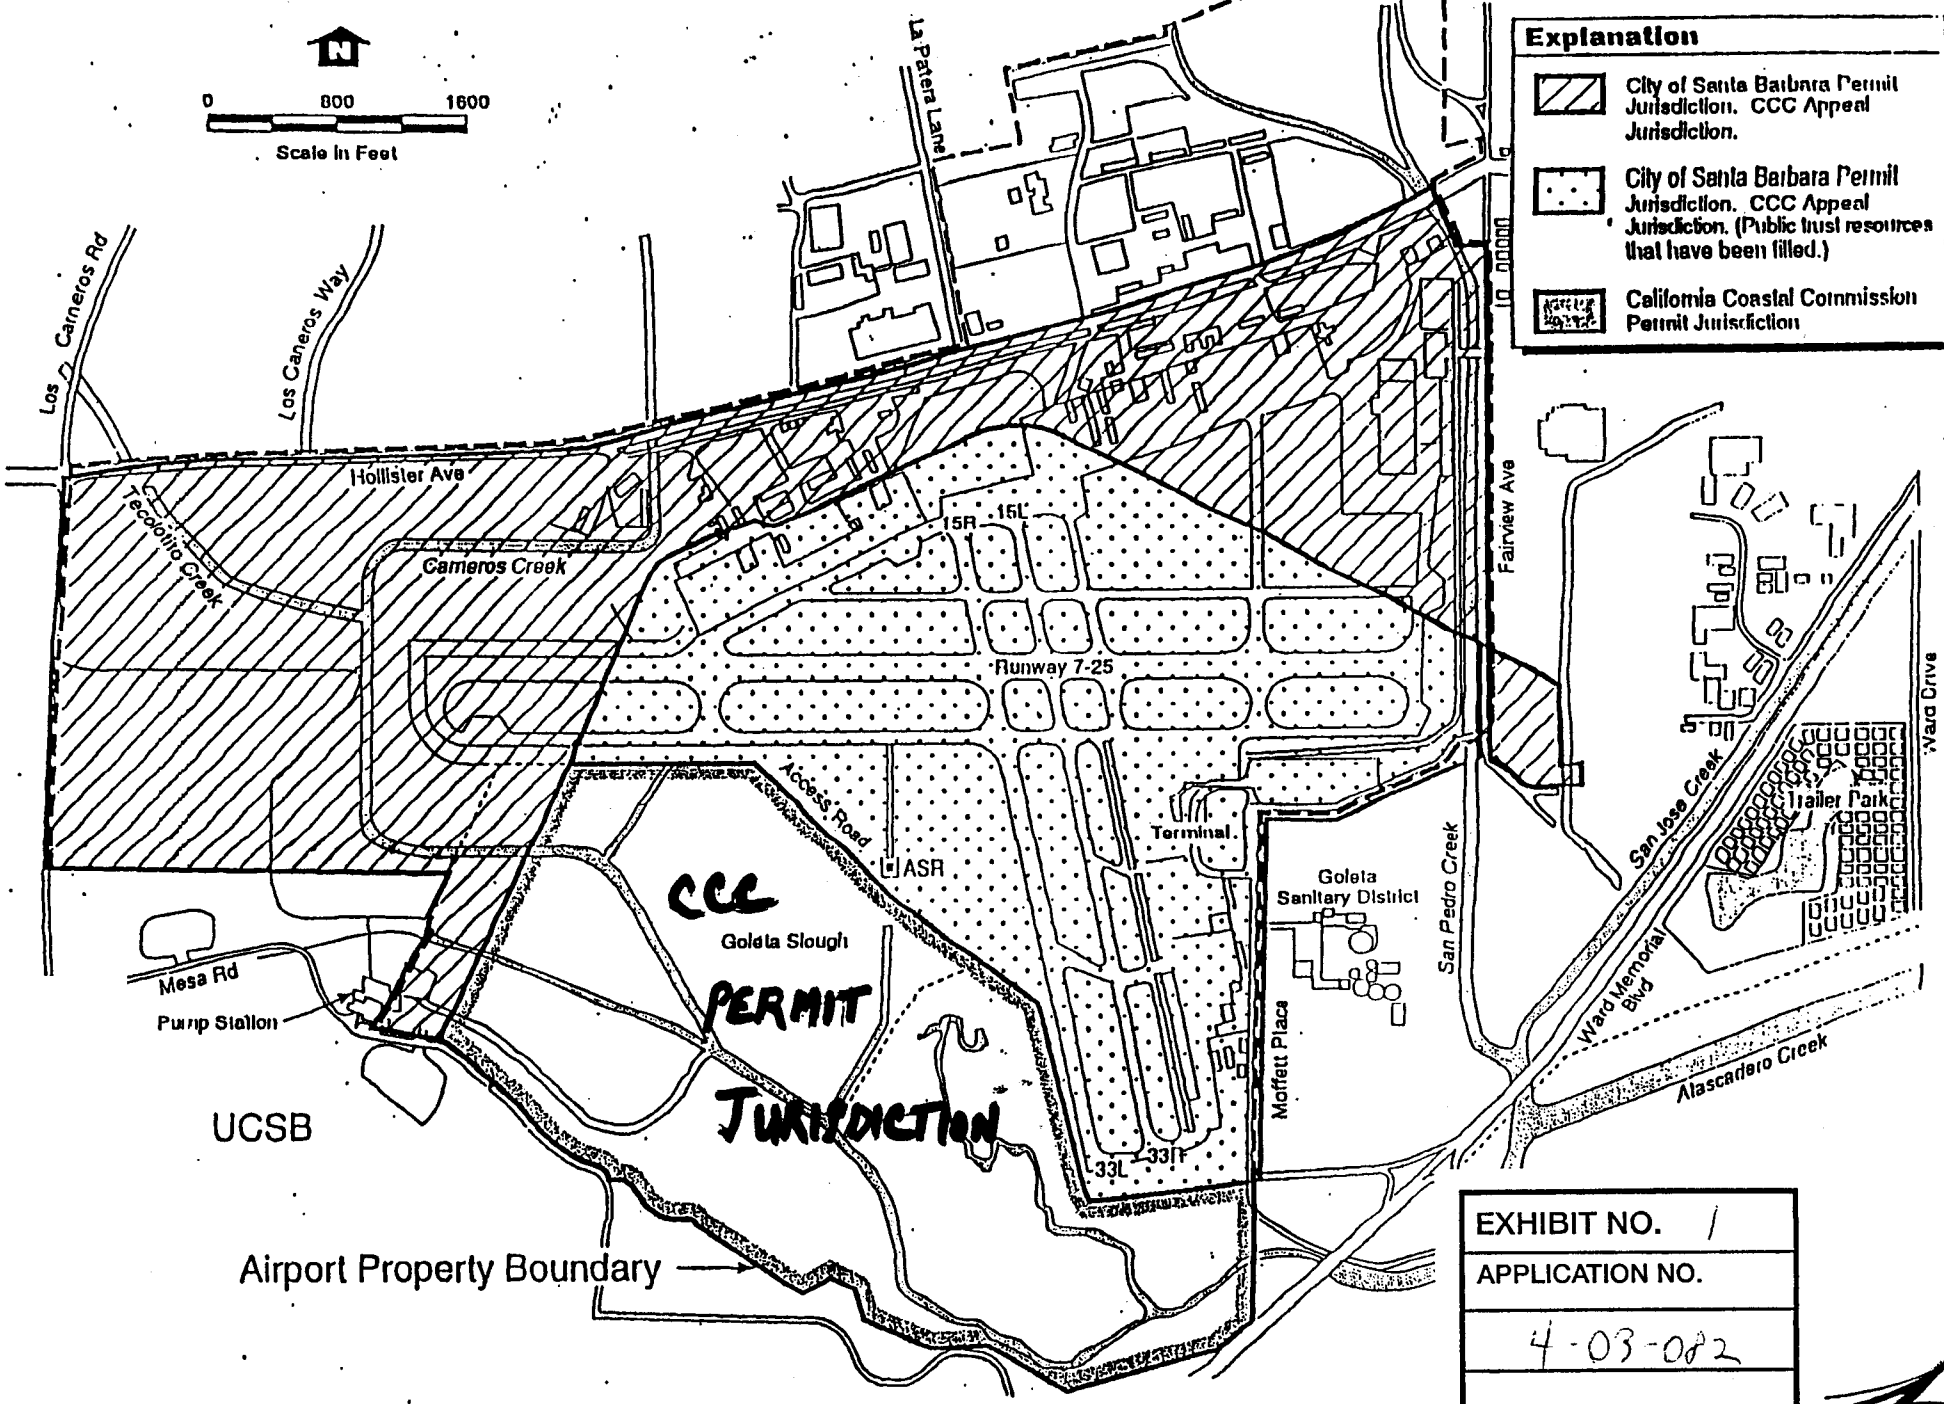 N
0 800 1600
Scale In Feet
La Patera Lane
Explanation
City of Santa Barbara Permit
Jurisdiction. CCC Appeal
Jurisdiction.
City of Santa Barbara Permit
Jurisdiction. CCC Appeal
Jurisdiction. (Public trust resources
that have been filled.)
California Coastal Commission
Permit Jurisdiction
Los Carneros Rd
Los Caneros Way
Hollister Ave
Tecolotito Creek
Carneros Creek
15R 15L
Fairview Ave
Runway 7-25
Ward Drive
Access Road
San Jose Creek
Trailer Park
Terminal
ASR
San Pedro Creek
Goleta
Sanitary District
CCC
Goleta Slough
PERMIT
JURISDICTION
Mesa Rd
Pump Station
Ward Memorial
Blvd
Moffett Place
Atascadero Creek
UCSB
33L 33R
Airport Property Boundary
EXHIBIT NO. 1
APPLICATION NO.
4-03-082